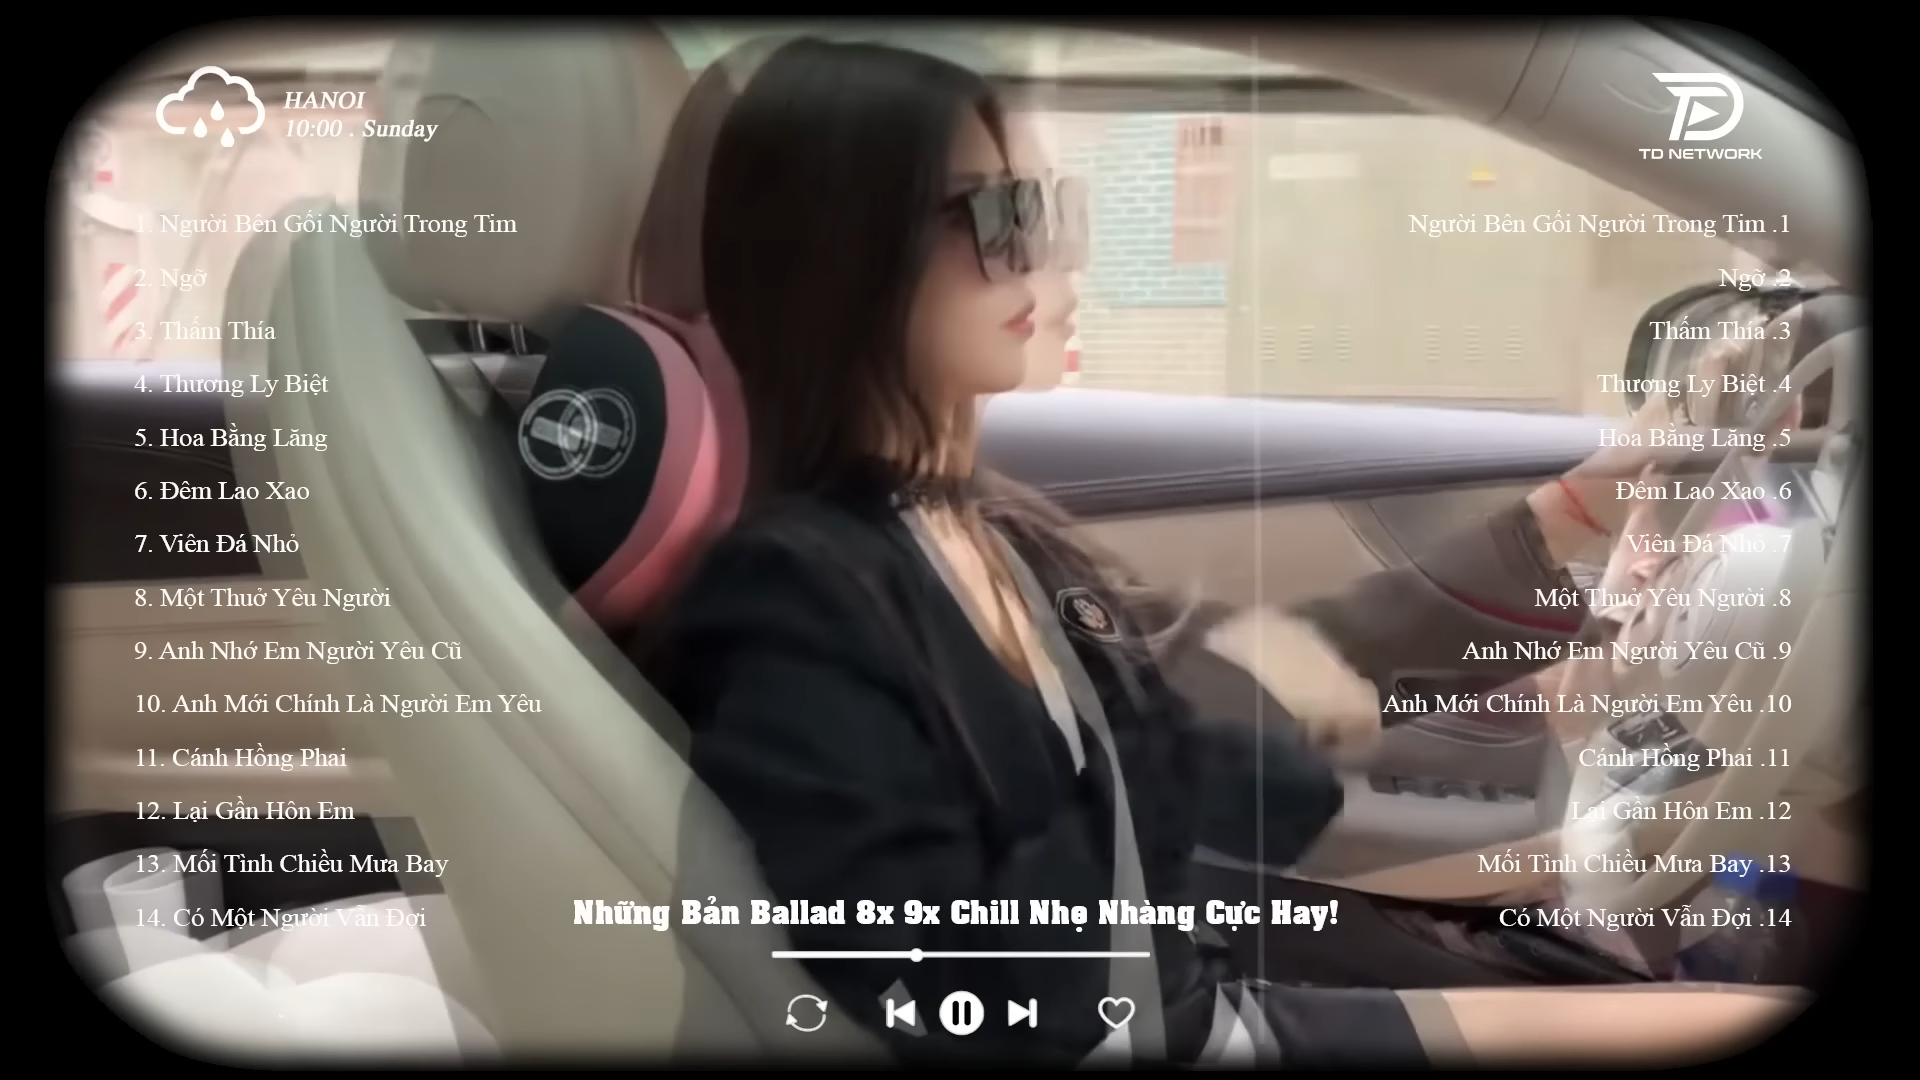 HANOI
10:00 . Sunday
TD NETWORK
1. Người Bên Gối Người Trong Tim
2. Ngỡ
3. Thấm Thía
4. Thương Ly Biệt
5. Hoa Bằng Lăng
6. Đêm Lao Xao
7. Viên Đá Nhỏ
8. Một Thuở Yêu Người
9. Anh Nhớ Em Người Yêu Cũ
10. Anh Mới Chính Là Người Em Yêu
11. Cánh Hồng Phai
12. Lại Gần Hôn Em
13. Mối Tình Chiều Mưa Bay
14. Có Một Người Vẫn Đợi
Người Bên Gối Người Trong Tim .1
Ngỡ .2
Thấm Thía .3
Thương Ly Biệt .4
Hoa Bằng Lăng .5
Đêm Lao Xao .6
Viên Đá Nhỏ .7
Một Thuở Yêu Người .8
Anh Nhớ Em Người Yêu Cũ .9
Anh Mới Chính Là Người Em Yêu .10
Cánh Hồng Phai .11
Lại Gần Hôn Em .12
Mối Tình Chiều Mưa Bay .13
Có Một Người Vẫn Đợi .14
Những Bản Ballad 8x 9x Chill Nhẹ Nhàng Cực Hay!